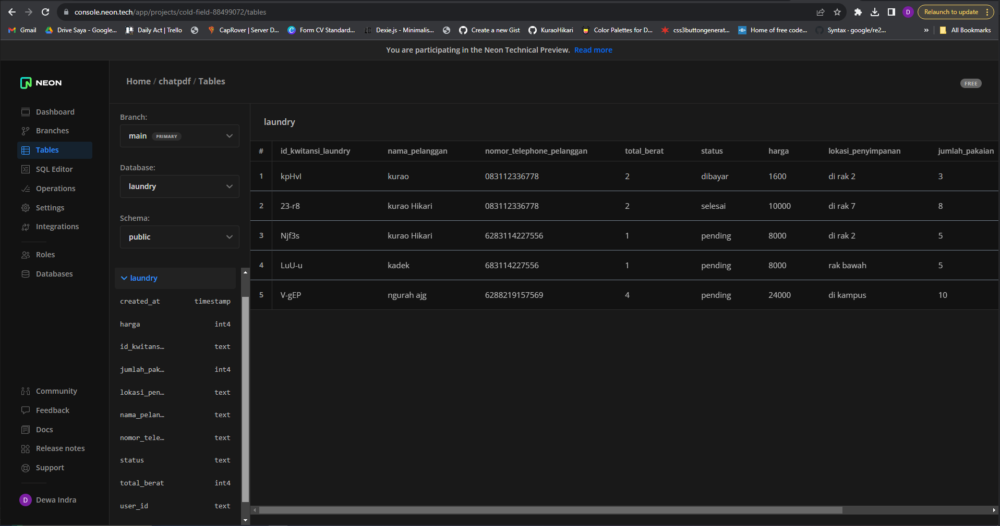 console.neon.tech/app/projects/cold-field-88499072/tables
D
Relaunch to update
Gmail
Drive Saya - Google...
Daily Act | Trello
CapRover | Server D...
Form CV Standard...
Dexie.js - Minimalis...
Create a new Gist
KuraoHikari
Color Palettes for D...
css3buttongenerat...
Home of free code...
Syntax · google/re2...
»
All Bookmarks
You are participating in the Neon Technical Preview. Read more
NEON
Dashboard
Branches
Tables
SQL Editor
Operations
Settings
Integrations
Roles
Databases
Community
Feedback
Docs
Release notes
Support
D Dewa Indra
Home / chatpdf / Tables
FREE
Branch:
main PRIMARY
Database:
laundry
Schema:
public
laundry
created_at timestamp
harga int4
id_kwitans… text
jumlah_pak… int4
lokasi_pen… text
nama_pelan… text
nomor_tele… text
status text
total_berat int4
user_id text
laundry
# id_kwitansi_laundry nama_pelanggan nomor_telephone_pelanggan total_berat status harga lokasi_penyimpanan jumlah_pakaian
1 kpHvI kurao 083112336778 2 dibayar 1600 di rak 2 3
2 23-r8 kurao Hikari 083112336778 2 selesai 10000 di rak 7 8
3 Njf3s kurao Hikari 6283114227556 1 pending 8000 di rak 2 5
4 LuU-u kadek 683114227556 1 pending 8000 rak bawah 5
5 V-gEP ngurah ajg 6288219157569 4 pending 24000 di kampus 10